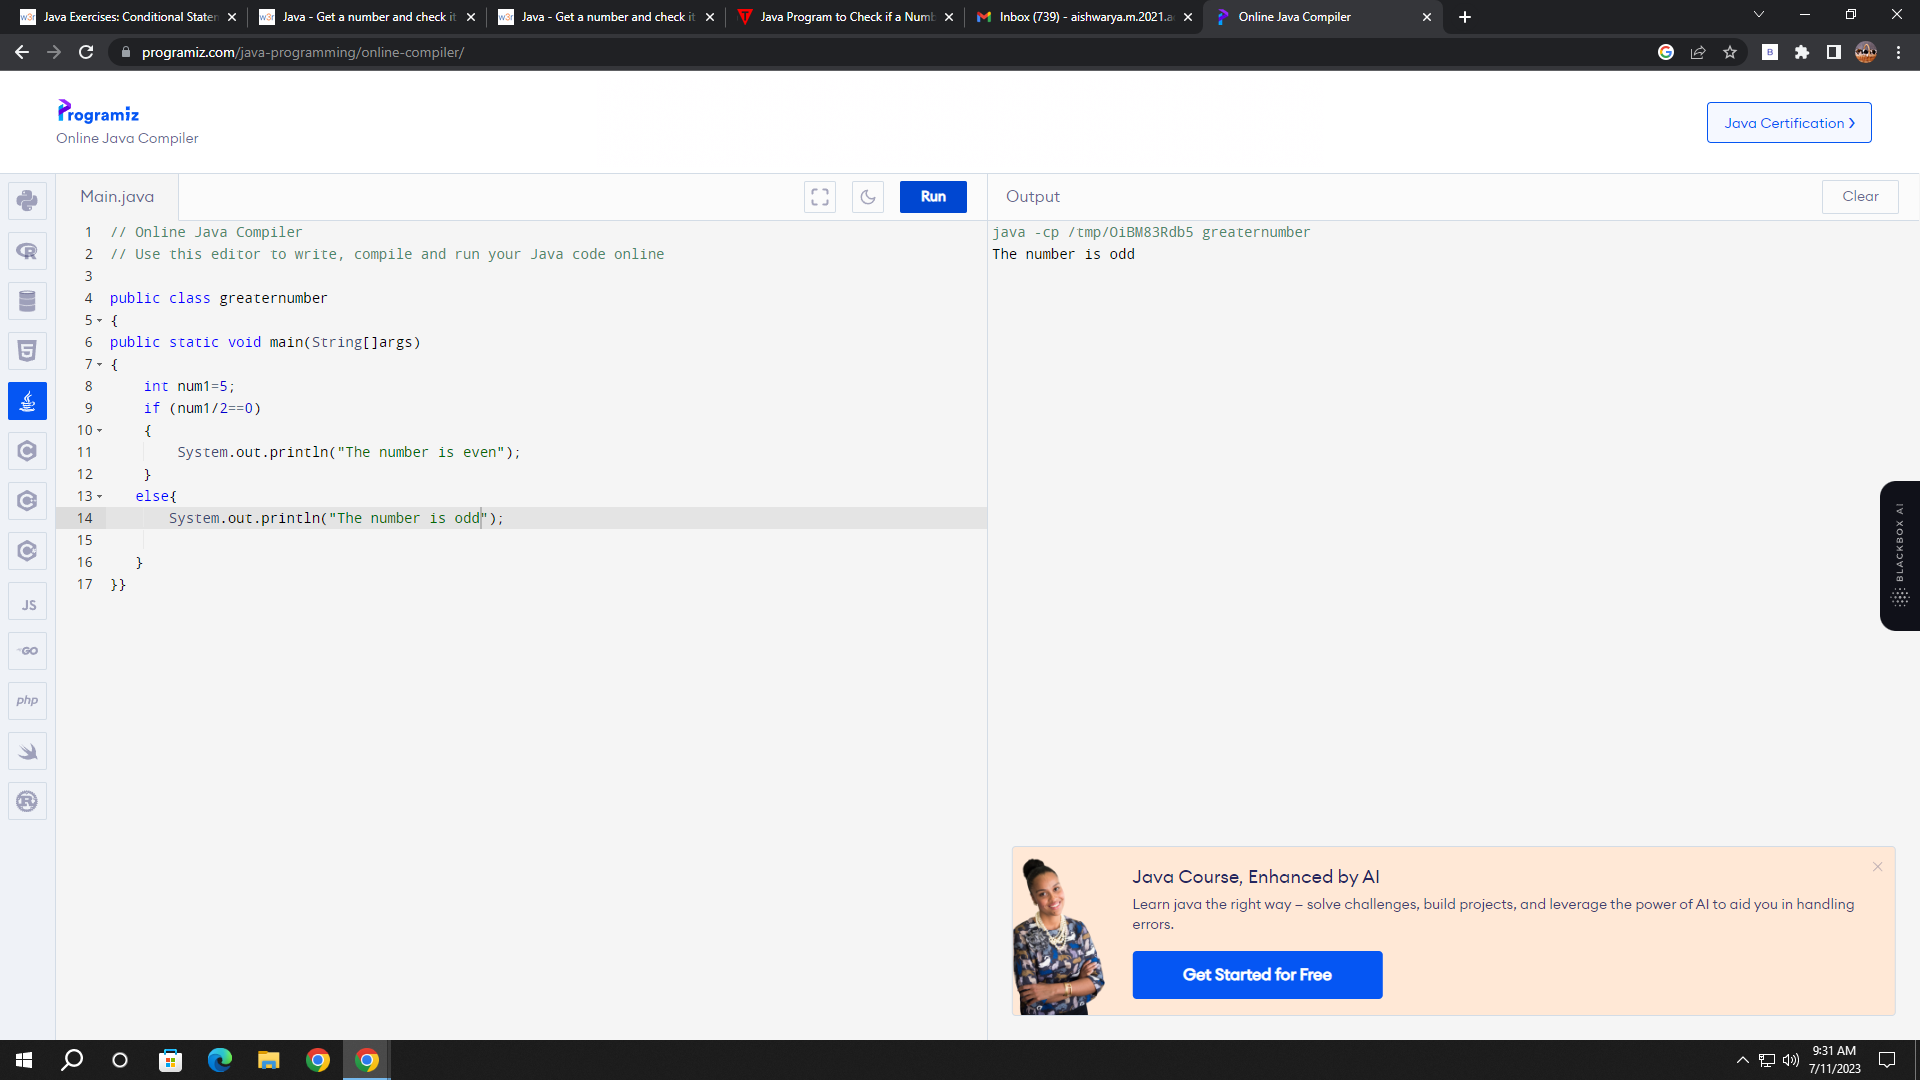 Java Exercises: Conditional Staten
Java - Get a number and check it
Java - Get a number and check it
Java Program to Check if a Numb
Inbox (739) - aishwarya.m.2021.a
Online Java Compiler
programiz.com/java-programming/online-compiler/
Programiz
Online Java Compiler
Java Certification
Main.java
Run
Output
Clear
1 // Online Java Compiler
2 // Use this editor to write, compile and run your Java code online
3
4 public class greaternumber
5 {
6 public static void main(String[]args)
7 {
8 int num1=5;
9 if (num1/2==0)
10 {
11 System.out.println("The number is even");
12 }
13 else{
14 System.out.println("The number is odd");
15
16 }
17 }}
java -cp /tmp/OiBM83Rdb5 greaternumber
The number is odd
JS
GO
php
BLACKBOX AI
Java Course, Enhanced by AI
Learn java the right way – solve challenges, build projects, and leverage the power of AI to aid you in handling
errors.
Get Started for Free
9:31 AM
7/11/2023